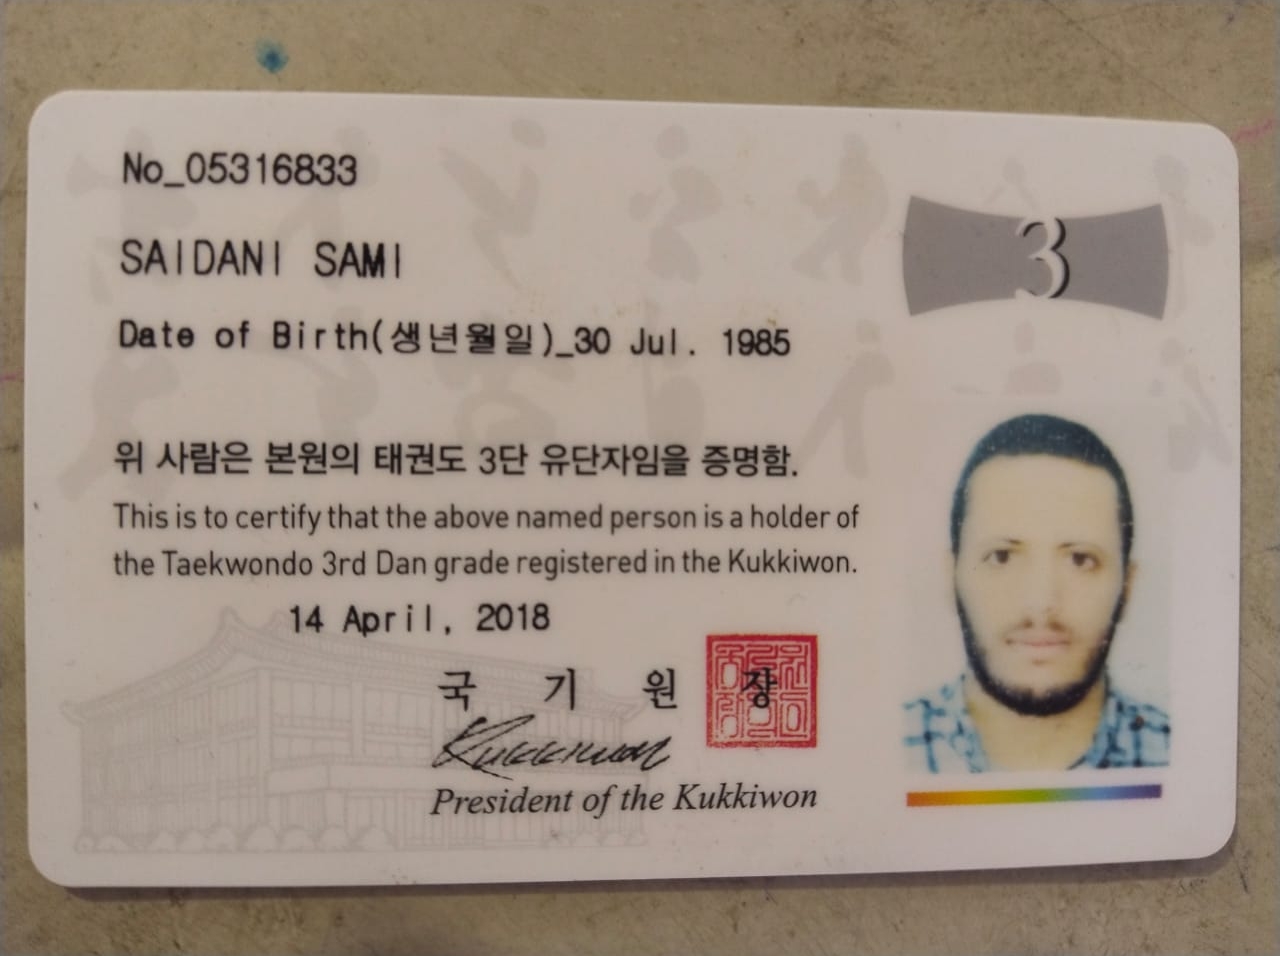 No_05316833
3
SAIDANI SAMI
Date of Birth(생년월일)_30 Jul. 1985
위 사람은 본원의 태권도 3단 유단자임을 증명함.
This is to certify that the above named person is a holder of
the Taekwondo 3rd Dan grade registered in the Kukkiwon.
14 April, 2018
국 기 원 장
Kukkiwon
President of the Kukkiwon